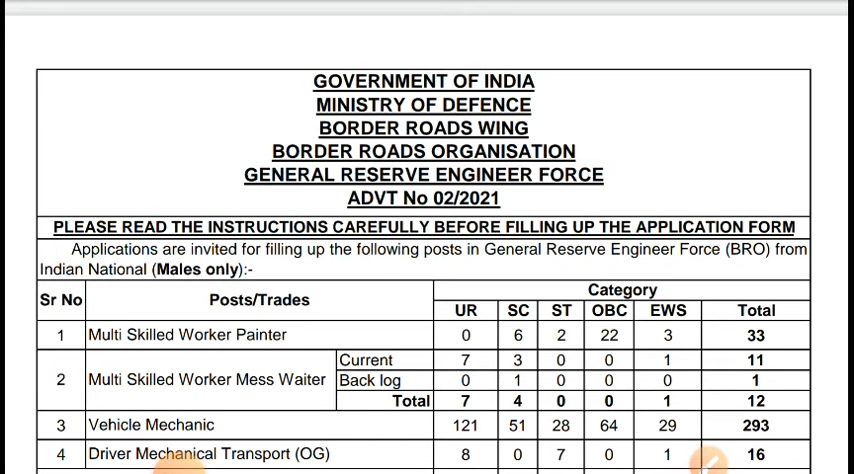 GOVERNMENT OF INDIA
MINISTRY OF DEFENCE
BORDER ROADS WING
BORDER ROADS ORGANISATION
GENERAL RESERVE ENGINEER FORCE
ADVT No 02/2021
PLEASE READ THE INSTRUCTIONS CAREFULLY BEFORE FILLING UP THE APPLICATION FORM
Applications are invited for filling up the following posts in General Reserve Engineer Force (BRO) from
Indian National (Males only):-
Sr No Posts/Trades Category
UR SC ST OBC EWS Total
1 Multi Skilled Worker Painter 0 6 2 22 3 33
2 Multi Skilled Worker Mess Waiter Current 7 3 0 0 1 11
Back log 0 1 0 0 0 1
Total 7 4 0 0 1 12
3 Vehicle Mechanic 121 51 28 64 29 293
4 Driver Mechanical Transport (OG) 8 0 7 0 1 16